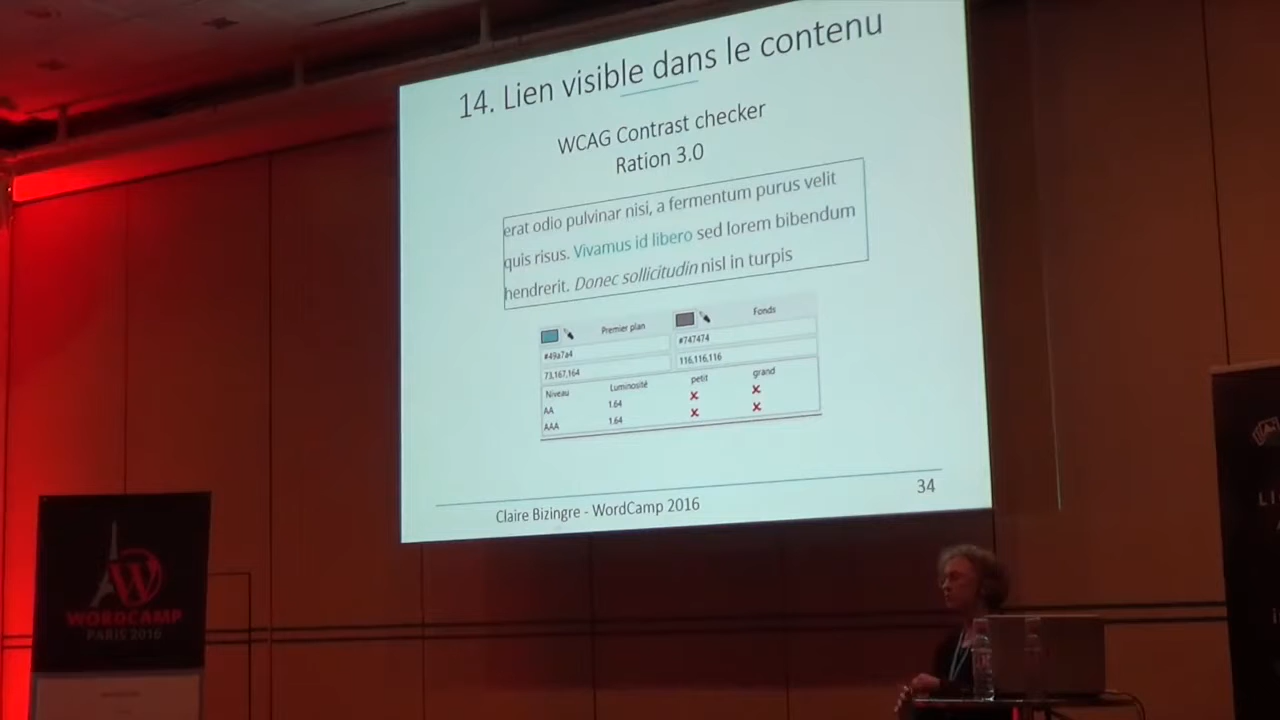 14. Lien visible dans le contenu
WCAG Contrast checker
Ration 3.0
erat odio pulvinar nisi, a fermentum purus velit
quis risus. Vivamus id libero sed lorem bibendum
hendrerit. Donec sollicitudin nisl in turpis
Premier plan
Fonds
#49a7a4
#747474
73,167,164
116,116,116
Niveau Luminosité petit grand
AA 1.64
AAA 1.64
Claire Bizingre - WordCamp 2016
34
WORDCAMP
PARIS 2016